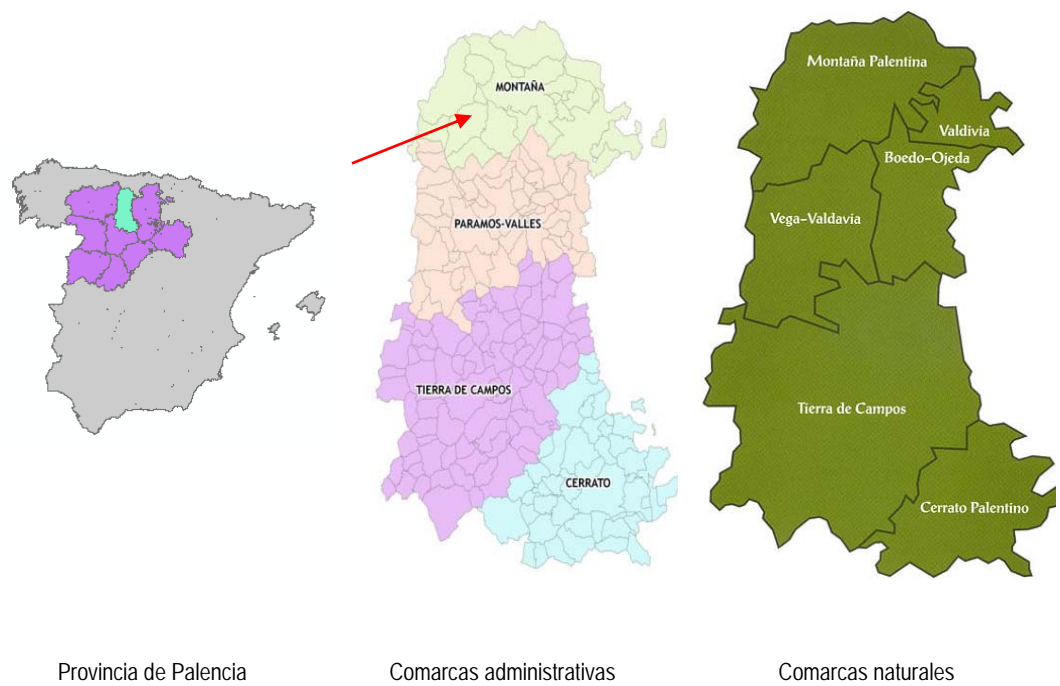 MONTAÑA
PARAMOS-VALLES
TIERRA DE CAMPOS
CERRATO
Montaña Palentina
Valdivia
Boedo-Ojeda
Vega-Valdavia
Tierra de Campos
Cerrato Palentino
Provincia de Palencia
Comarcas administrativas
Comarcas naturales